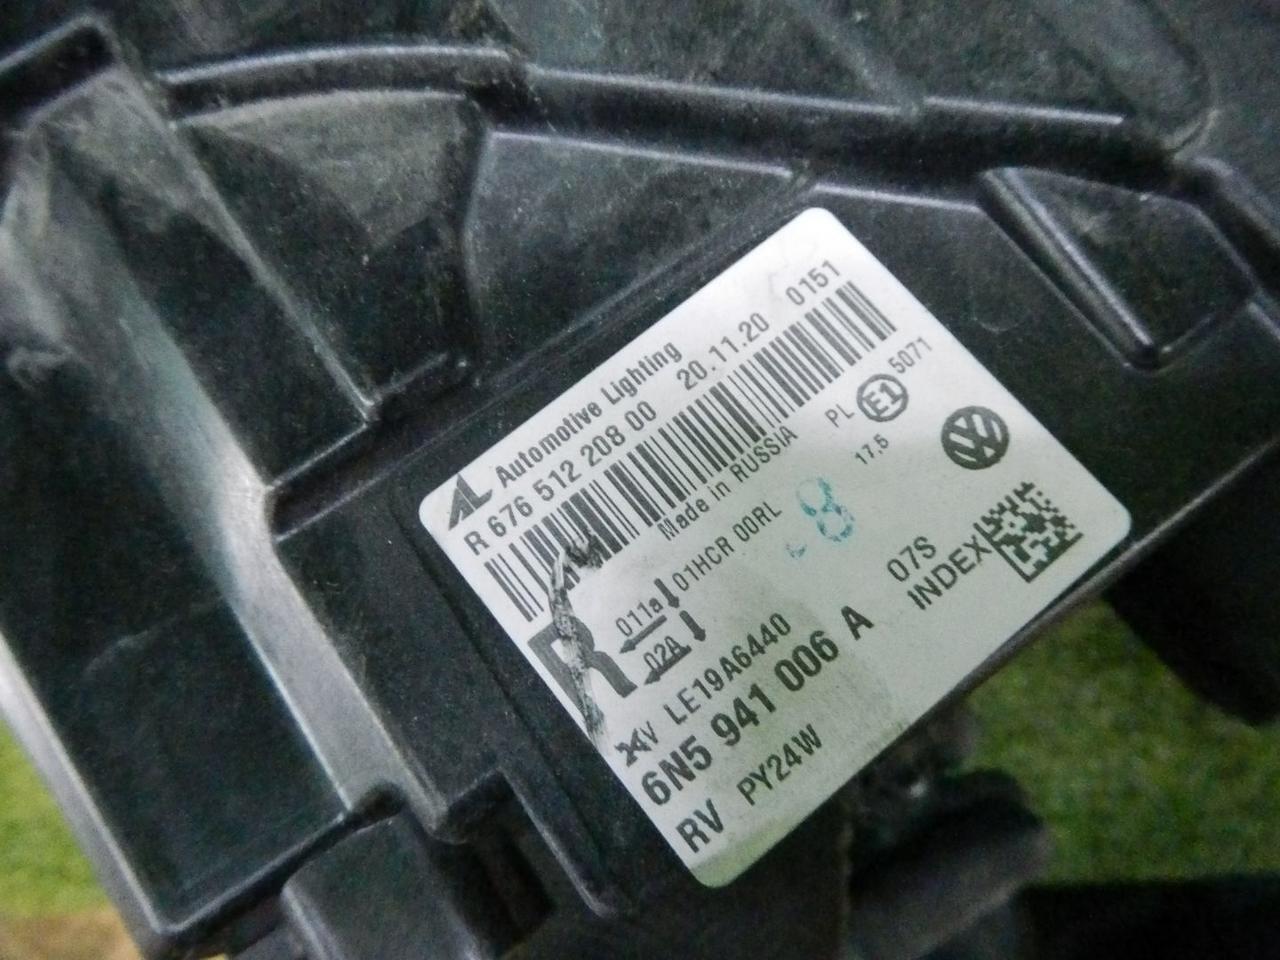 AL Automotive Lighting
R 676 512 208 00 20.11.20 0151
Made in RUSSIA PL E1 5071
17,5
R 011a 01HCR 00RL
02A
-8
LE19A6440 07S
6N5 941 006 A INDEX
RV PY24W